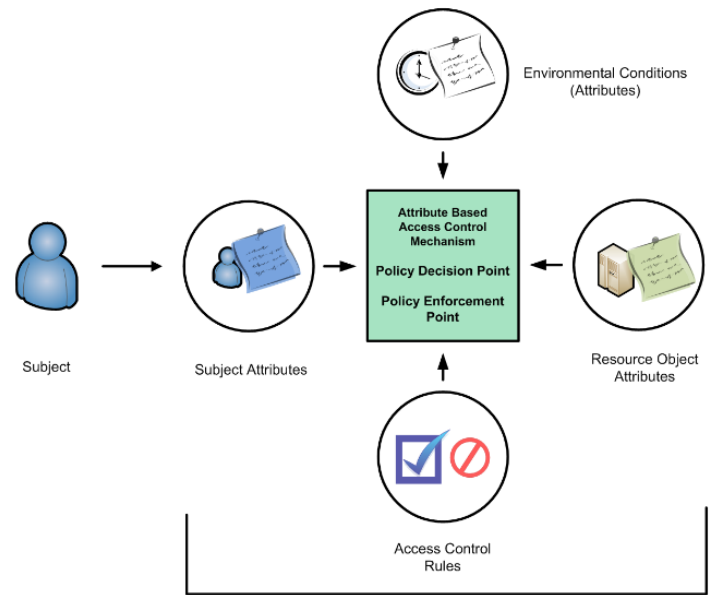 Environmental Conditions
(Attributes)
Attribute Based
Access Control
Mechanism
Policy Decision Point
Policy Enforcement
Point
Subject
Subject Attributes
Resource Object
Attributes
Access Control
Rules